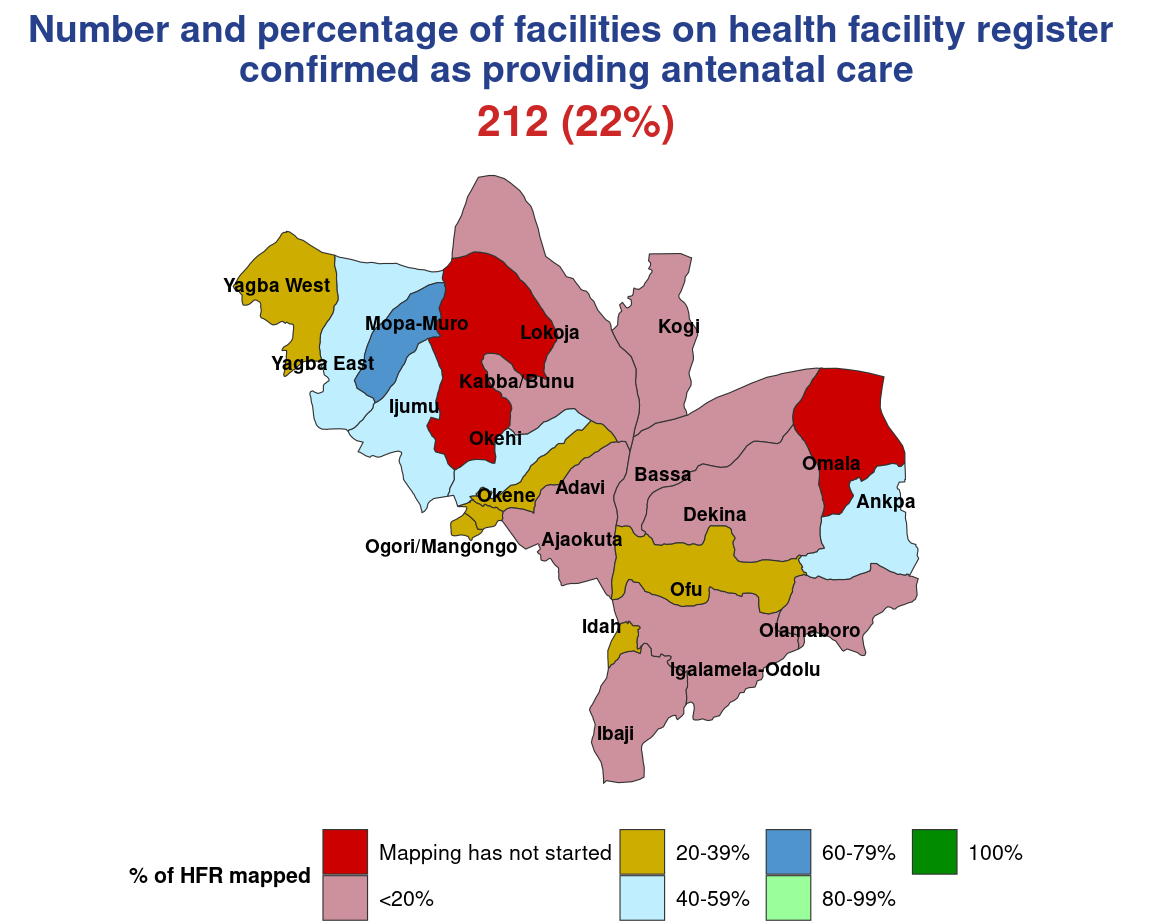 Number and percentage of facilities on health facility register
confirmed as providing antenatal care
212 (22%)
Yagba West
Mopa-Muro
Lokoja
Kogi
Yagba East
Kabba/Bunu
Ijumu
Okehi
Omala
Bassa
Adavi
Okene
Ankpa
Dekina
Ajaokuta
Ogori/Mangongo
Ofu
Idah
Olamaboro
Igalamela-Odolu
Ibaji
% of HFR mapped
Mapping has not started
<20%
20-39%
40-59%
60-79%
80-99%
100%